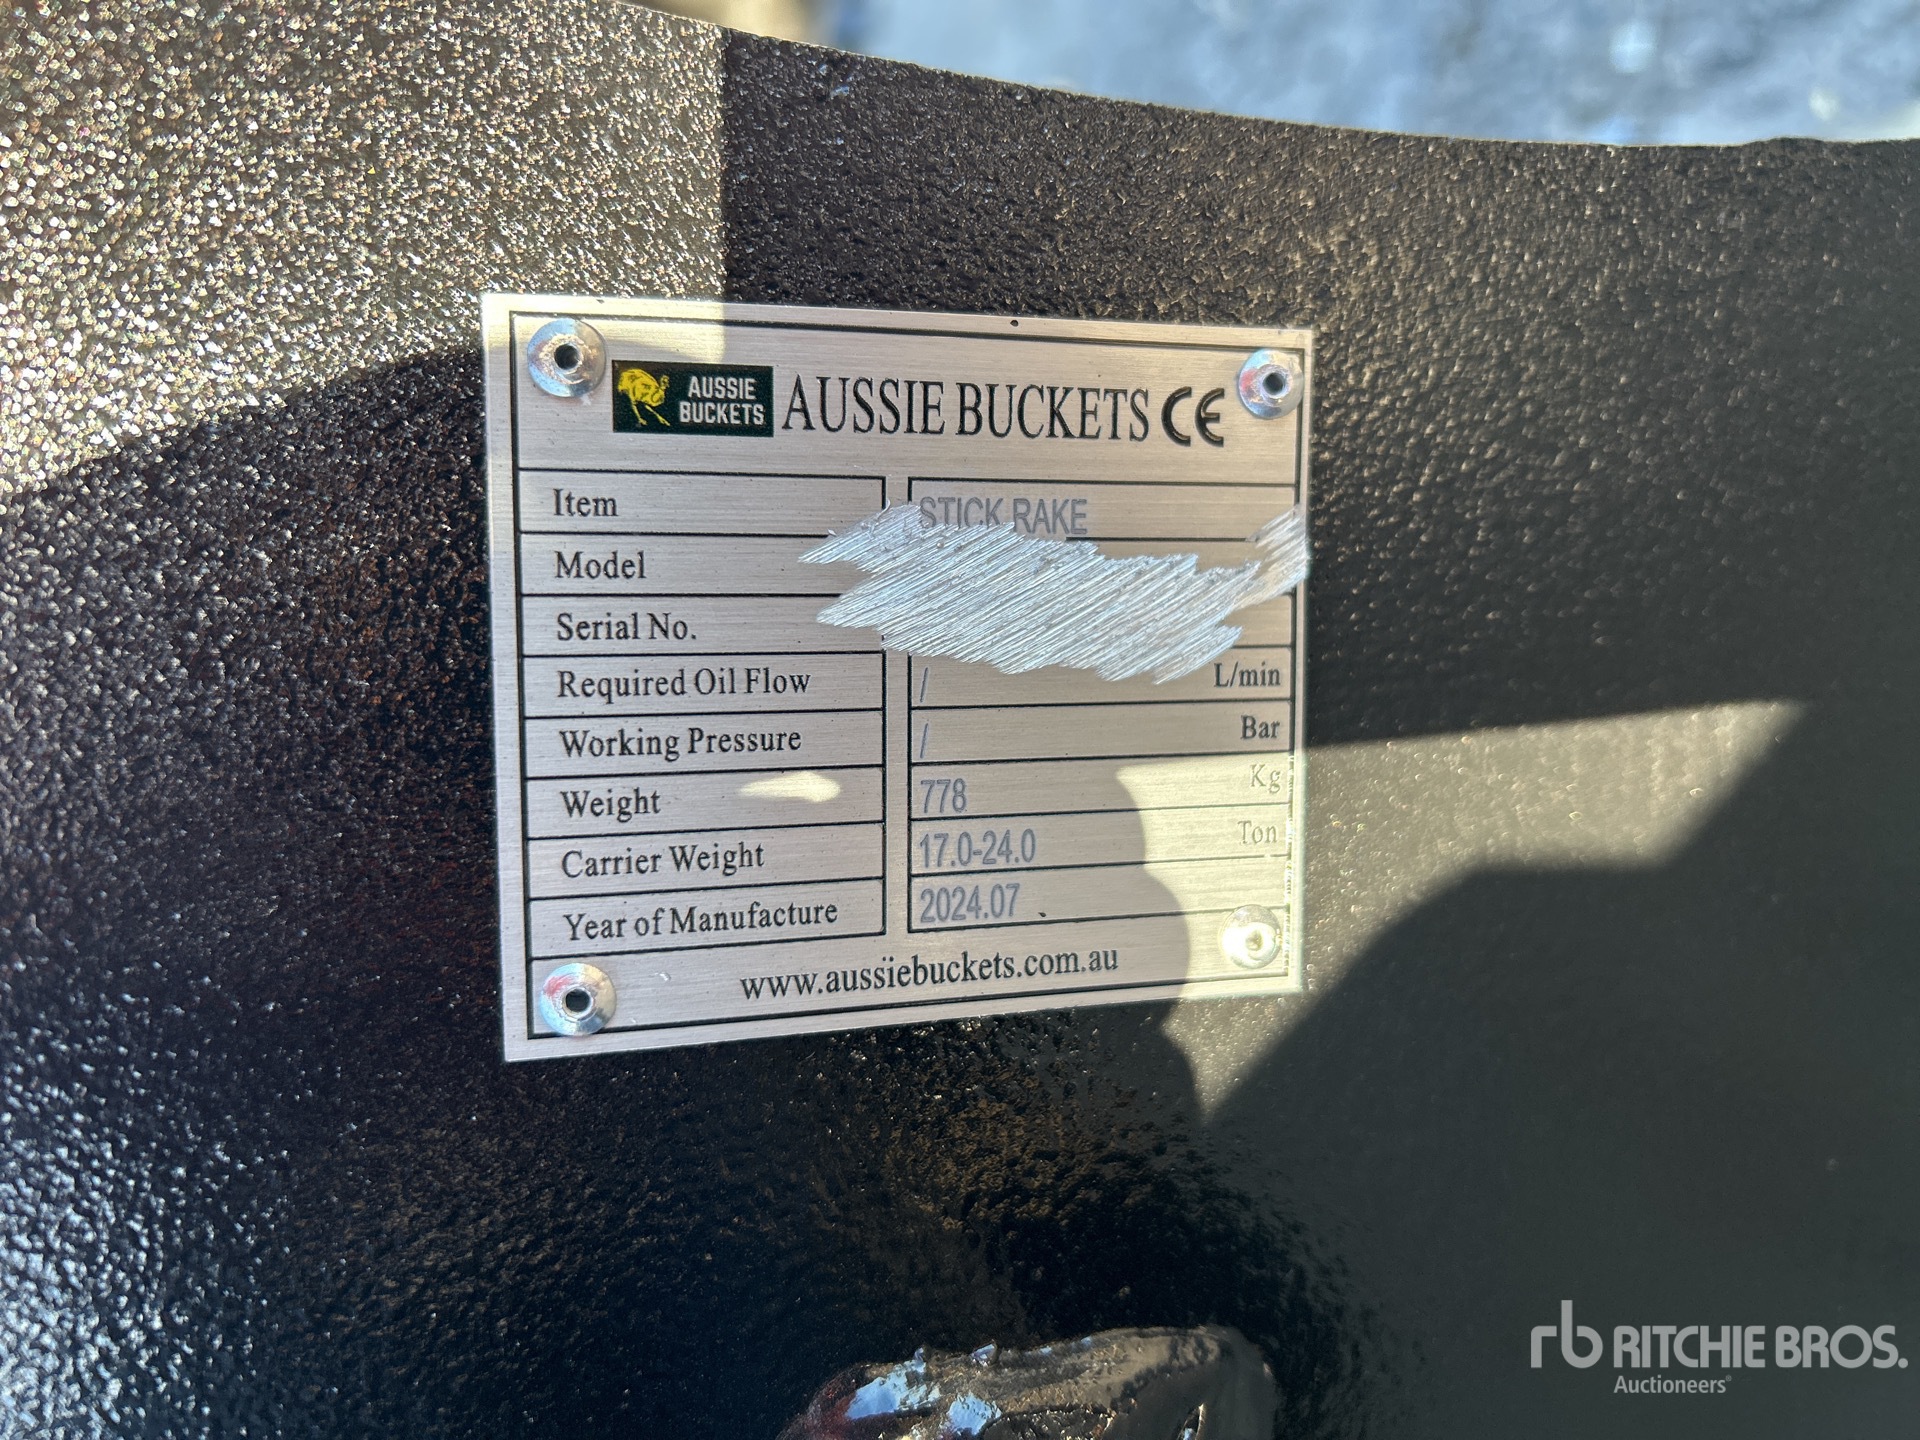 AUSSIE BUCKETS
AUSSIE BUCKETS CE
Item STICK RAKE
Model
Serial No.
Required Oil Flow / L/min
Working Pressure / Bar
Weight 778 Kg
Carrier Weight 17.0-24.0 Ton
Year of Manufacture 2024.07
www.aussiebuckets.com.au
rb RITCHIE BROS.
Auctioneers